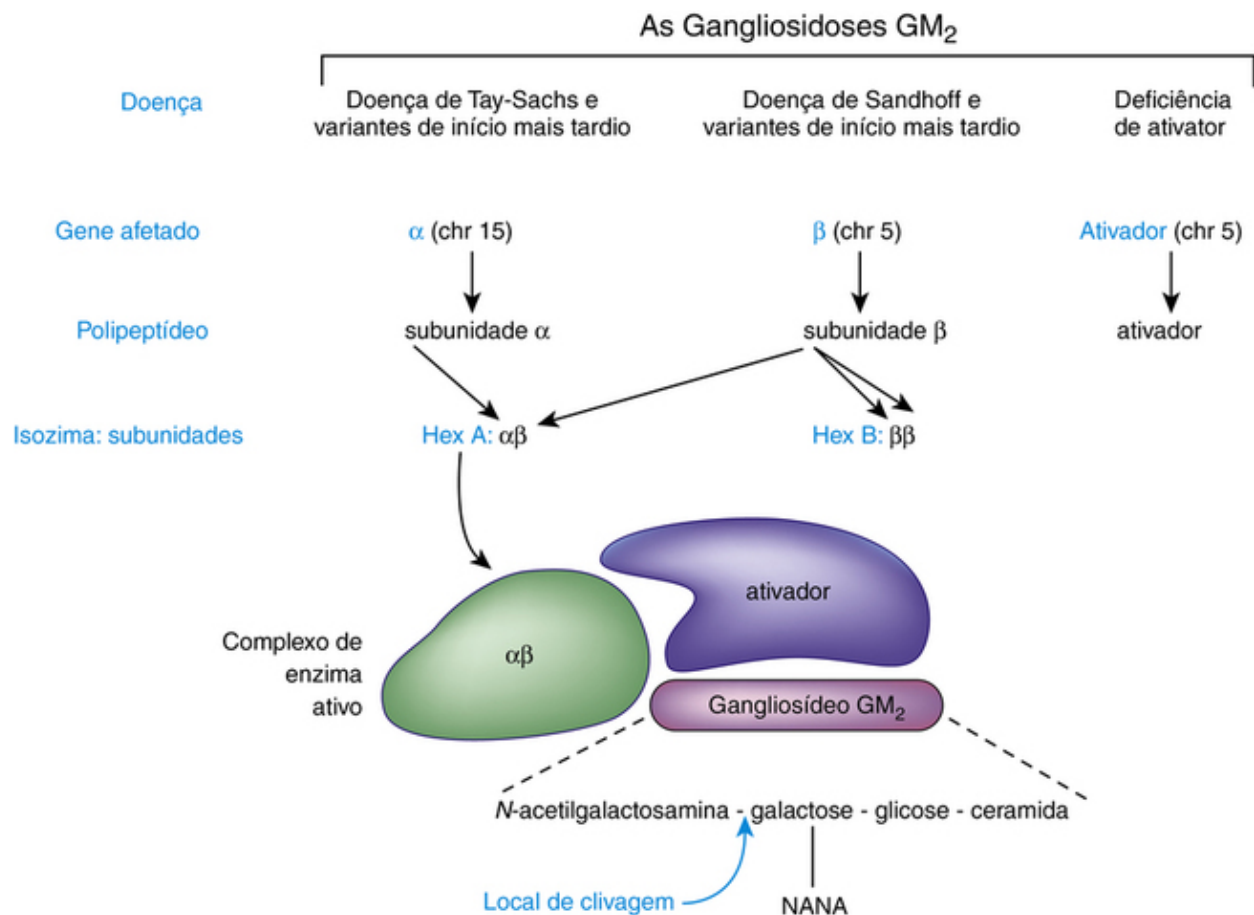 As Gangliosidoses GM₂
Doença
Doença de Tay-Sachs e
variantes de início mais tardio
Doença de Sandhoff e
variantes de início mais tardio
Deficiência
de ativator
Gene afetado
α (chr 15)
β (chr 5)
Ativador (chr 5)
Polipeptídeo
subunidade α
subunidade β
ativador
Isozima: subunidades
Hex A: αβ
Hex B: ββ
ativador
αβ
Complexo de
enzima
ativo
Gangliosídeo GM₂
N-acetilgalactosamina - galactose - glicose - ceramida
Local de clivagem
NANA